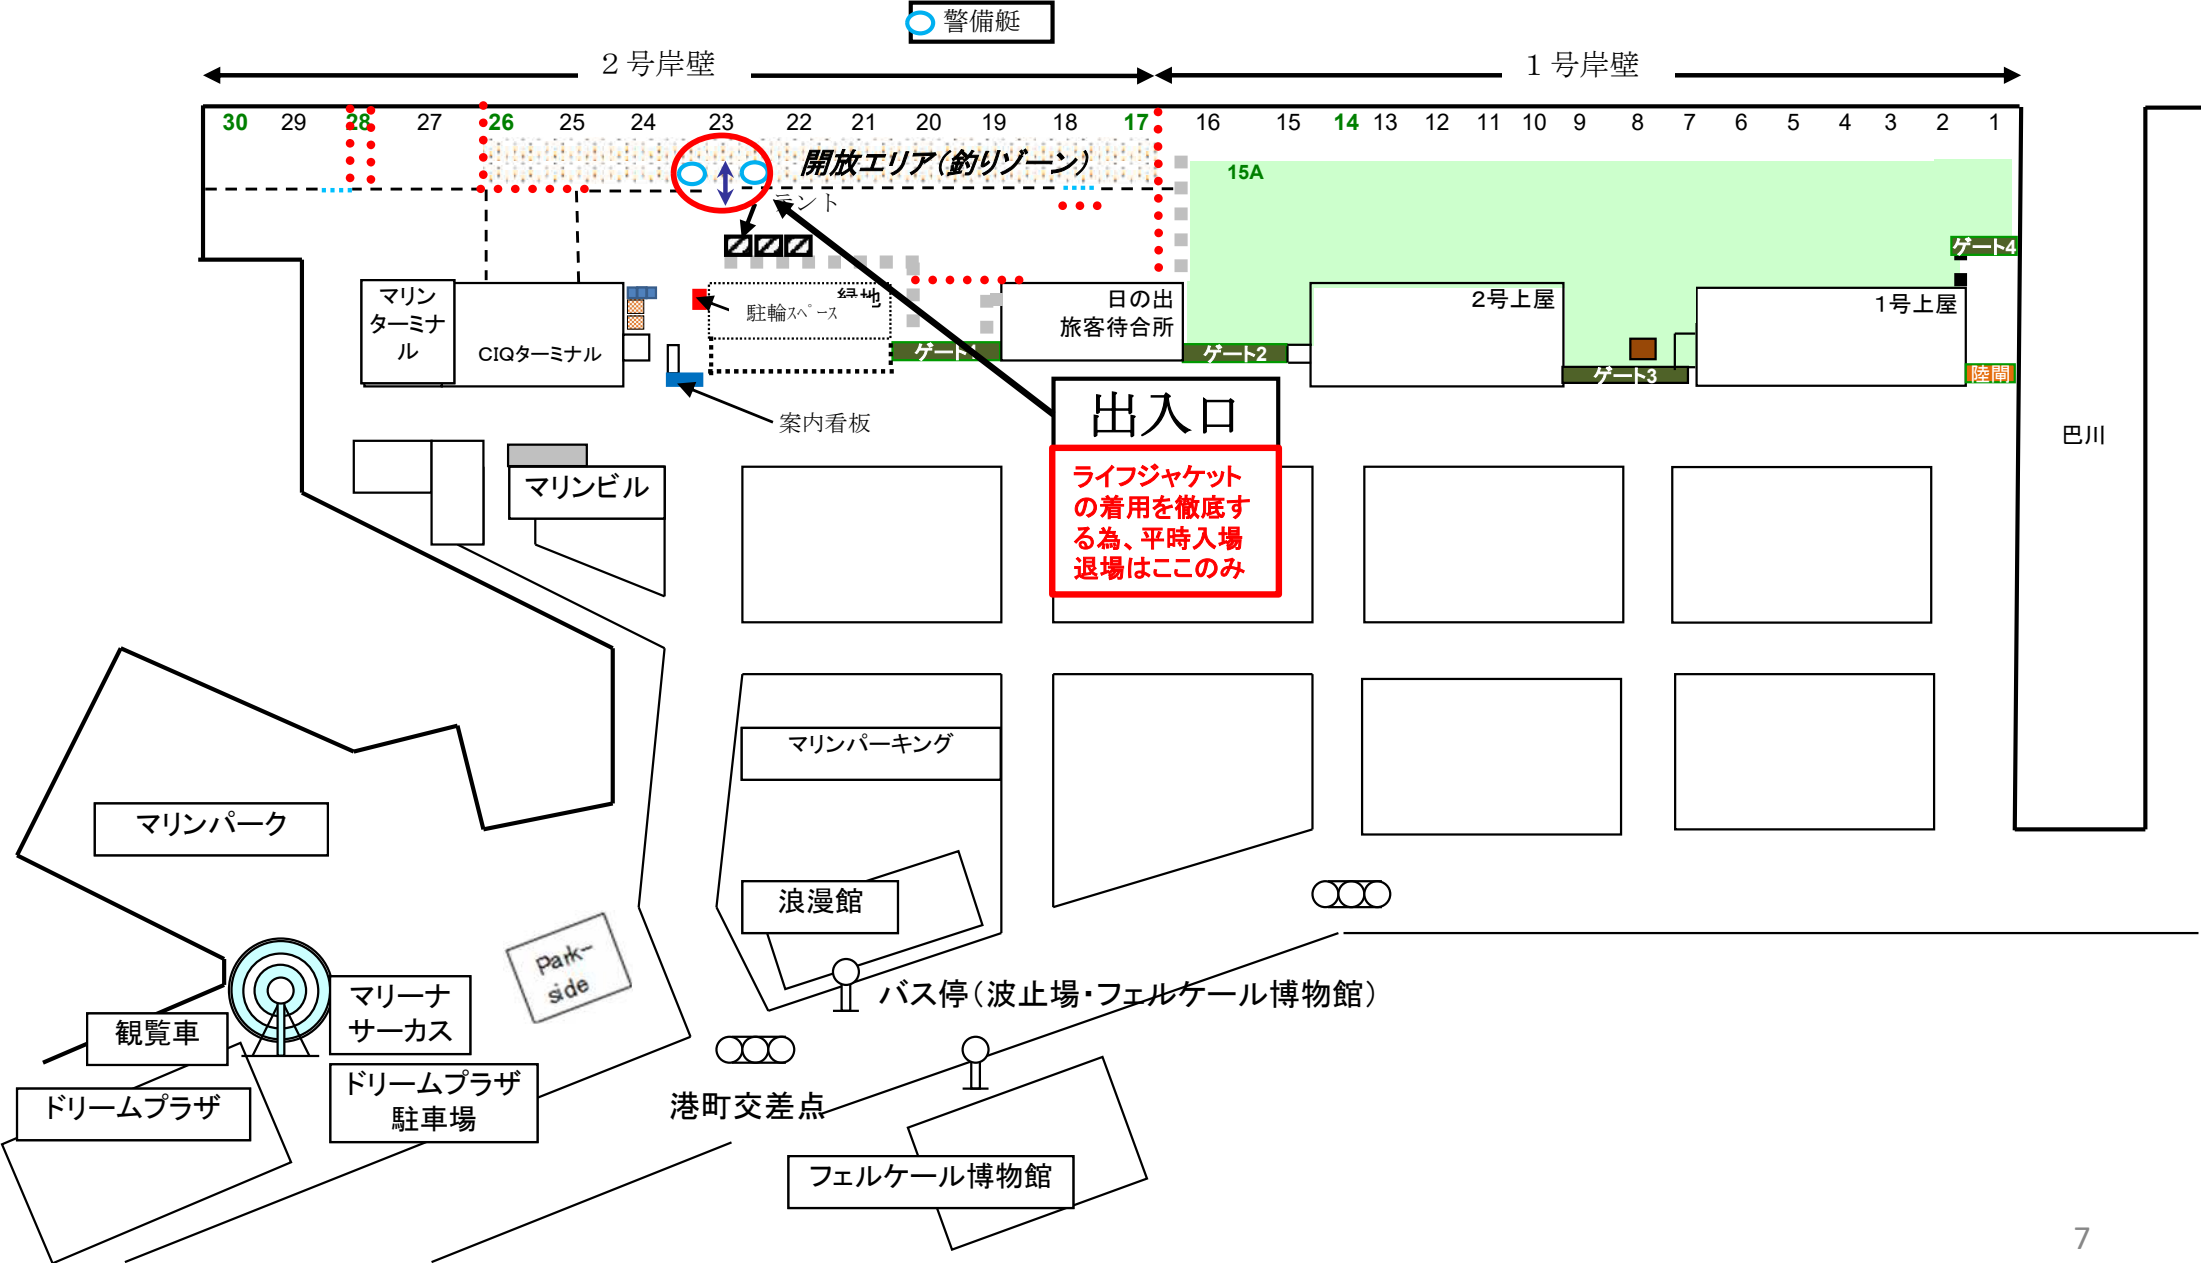 警備艇
２号岸壁
１号岸壁
30 29 28 27 26 25 24 23 22 21 20 19 18 17 16 15 14 13 12 11 10 9 8 7 6 5 4 3 2 1
開放エリア（釣りゾーン）
15A
テント
ゲート4
マリン
ターミナ
ル
CIQターミナル
緑地
駐輪スペース
日の出
旅客待合所
2号上屋
1号上屋
ゲート1
ゲート2
ゲート3
陸閘
案内看板
出入口
ライフジャケット
の着用を徹底す
る為、平時入場
退場はここのみ
巴川
マリンビル
マリンパーキング
マリンパーク
浪漫館
Park-
side
バス停（波止場・フェルケール博物館）
マリーナ
サーカス
観覧車
ドリームプラザ
ドリームプラザ
駐車場
港町交差点
フェルケール博物館
7